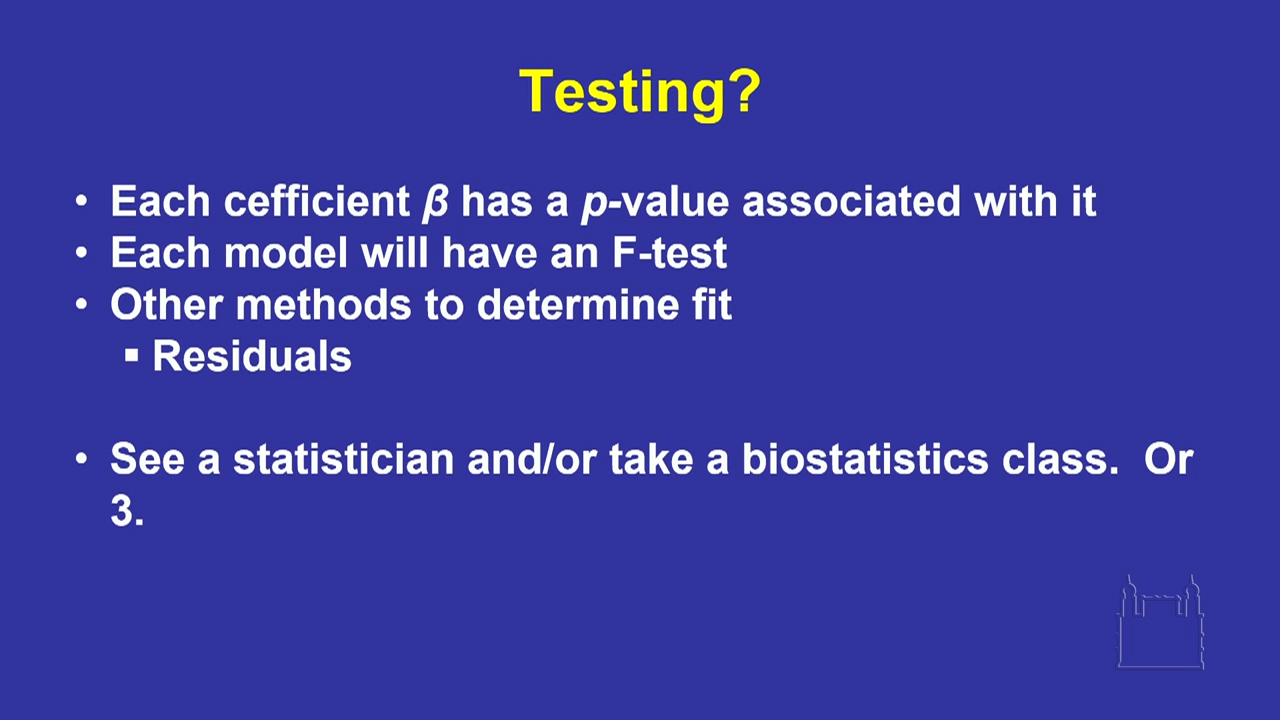 Testing?
• Each cefficient β has a p-value associated with it
• Each model will have an F-test
• Other methods to determine fit
▪ Residuals
• See a statistician and/or take a biostatistics class.  Or
3.